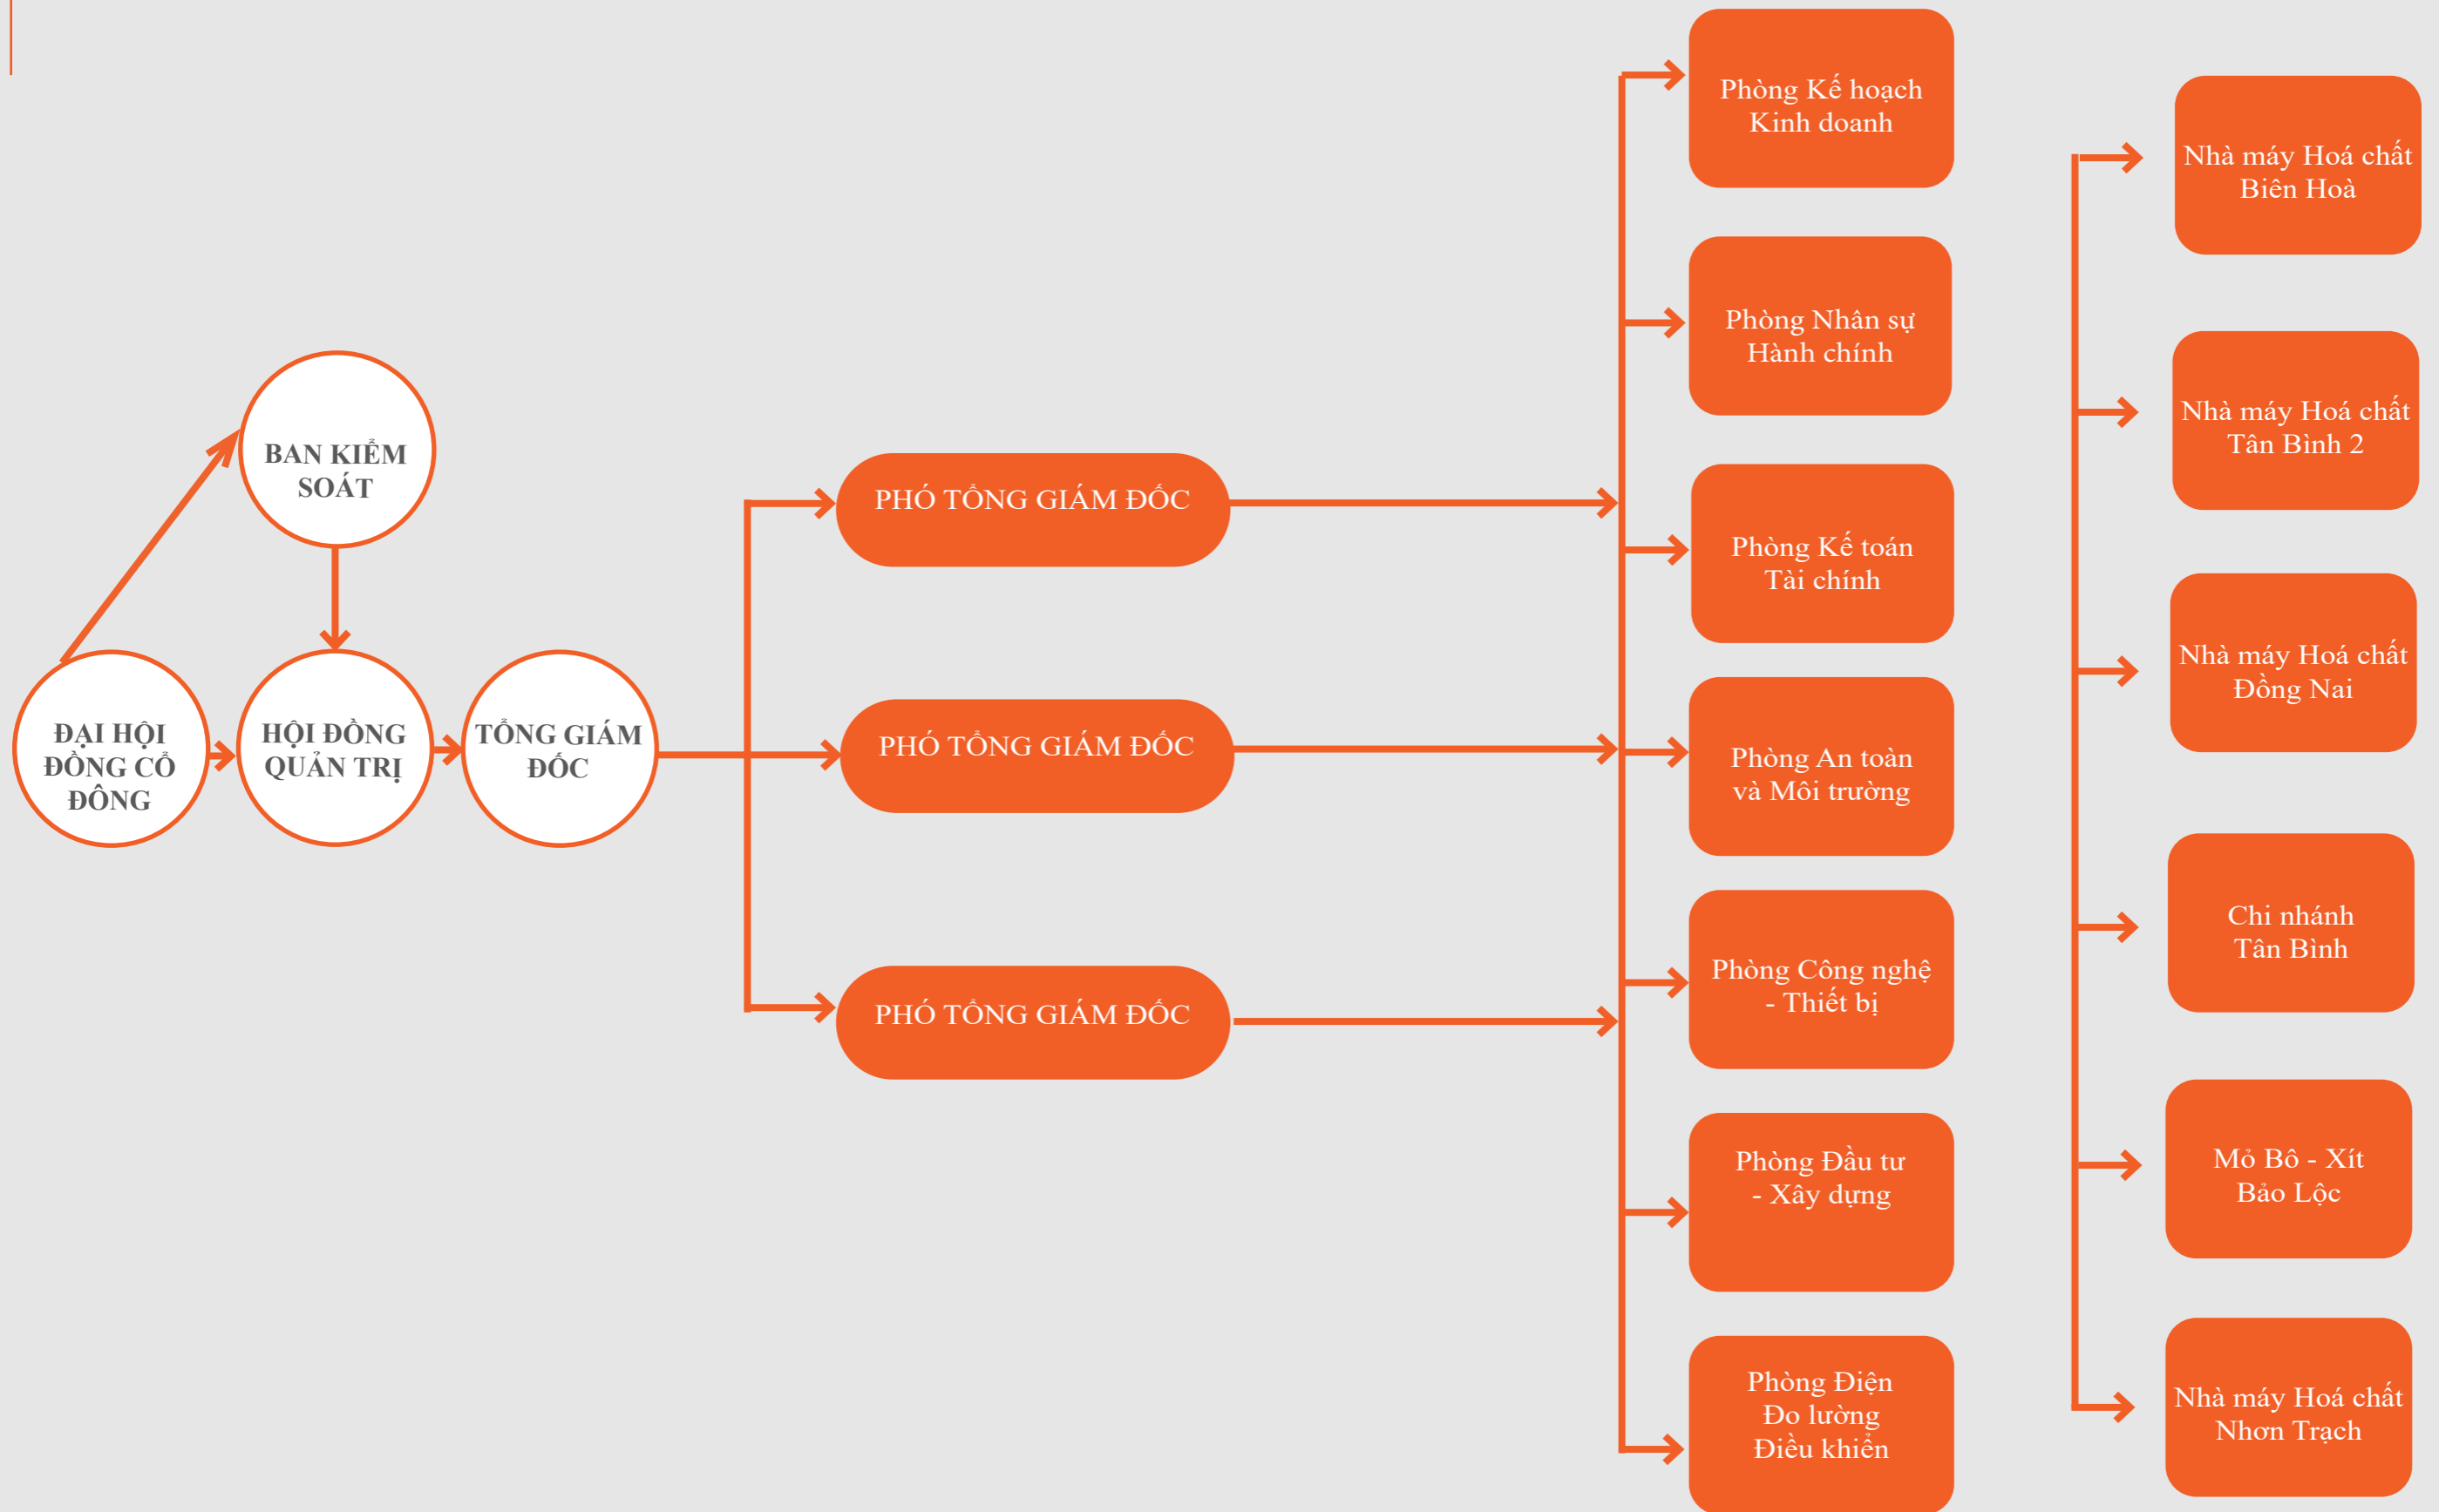 BAN KIỂM
SOÁT
ĐẠI HỘI
ĐỒNG CỔ
ĐÔNG
HỘI ĐỒNG
QUẢN TRỊ
TỔNG GIÁM
ĐỐC
PHÓ TỔNG GIÁM ĐỐC
PHÓ TỔNG GIÁM ĐỐC
PHÓ TỔNG GIÁM ĐỐC
Phòng Kế hoạch
Kinh doanh
Phòng Nhân sự
Hành chính
Phòng Kế toán
Tài chính
Phòng An toàn
và Môi trường
Phòng Công nghệ
- Thiết bị
Phòng Đầu tư
- Xây dựng
Phòng Điện
Đo lường
Điều khiển
Nhà máy Hoá chất
Biên Hoà
Nhà máy Hoá chất
Tân Bình 2
Nhà máy Hoá chất
Đồng Nai
Chi nhánh
Tân Bình
Mỏ Bô - Xít
Bảo Lộc
Nhà máy Hoá chất
Nhơn Trạch